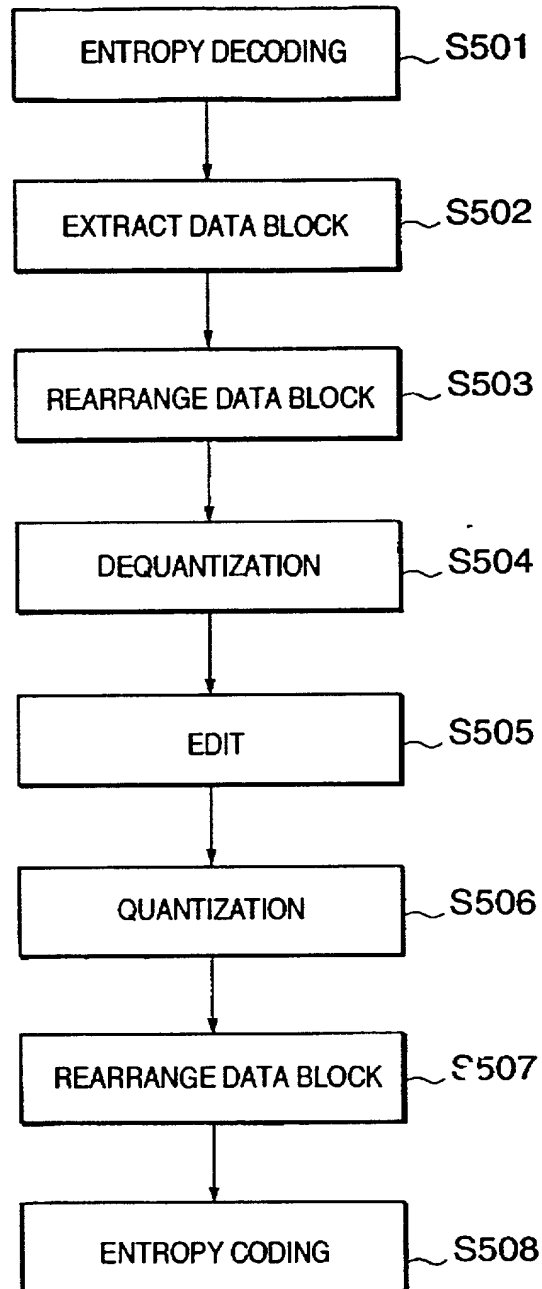 ENTROPY DECODING S501
EXTRACT DATA BLOCK S502
REARRANGE DATA BLOCK S503
DEQUANTIZATION S504
EDIT S505
QUANTIZATION S506
REARRANGE DATA BLOCK S507
ENTROPY CODING S508